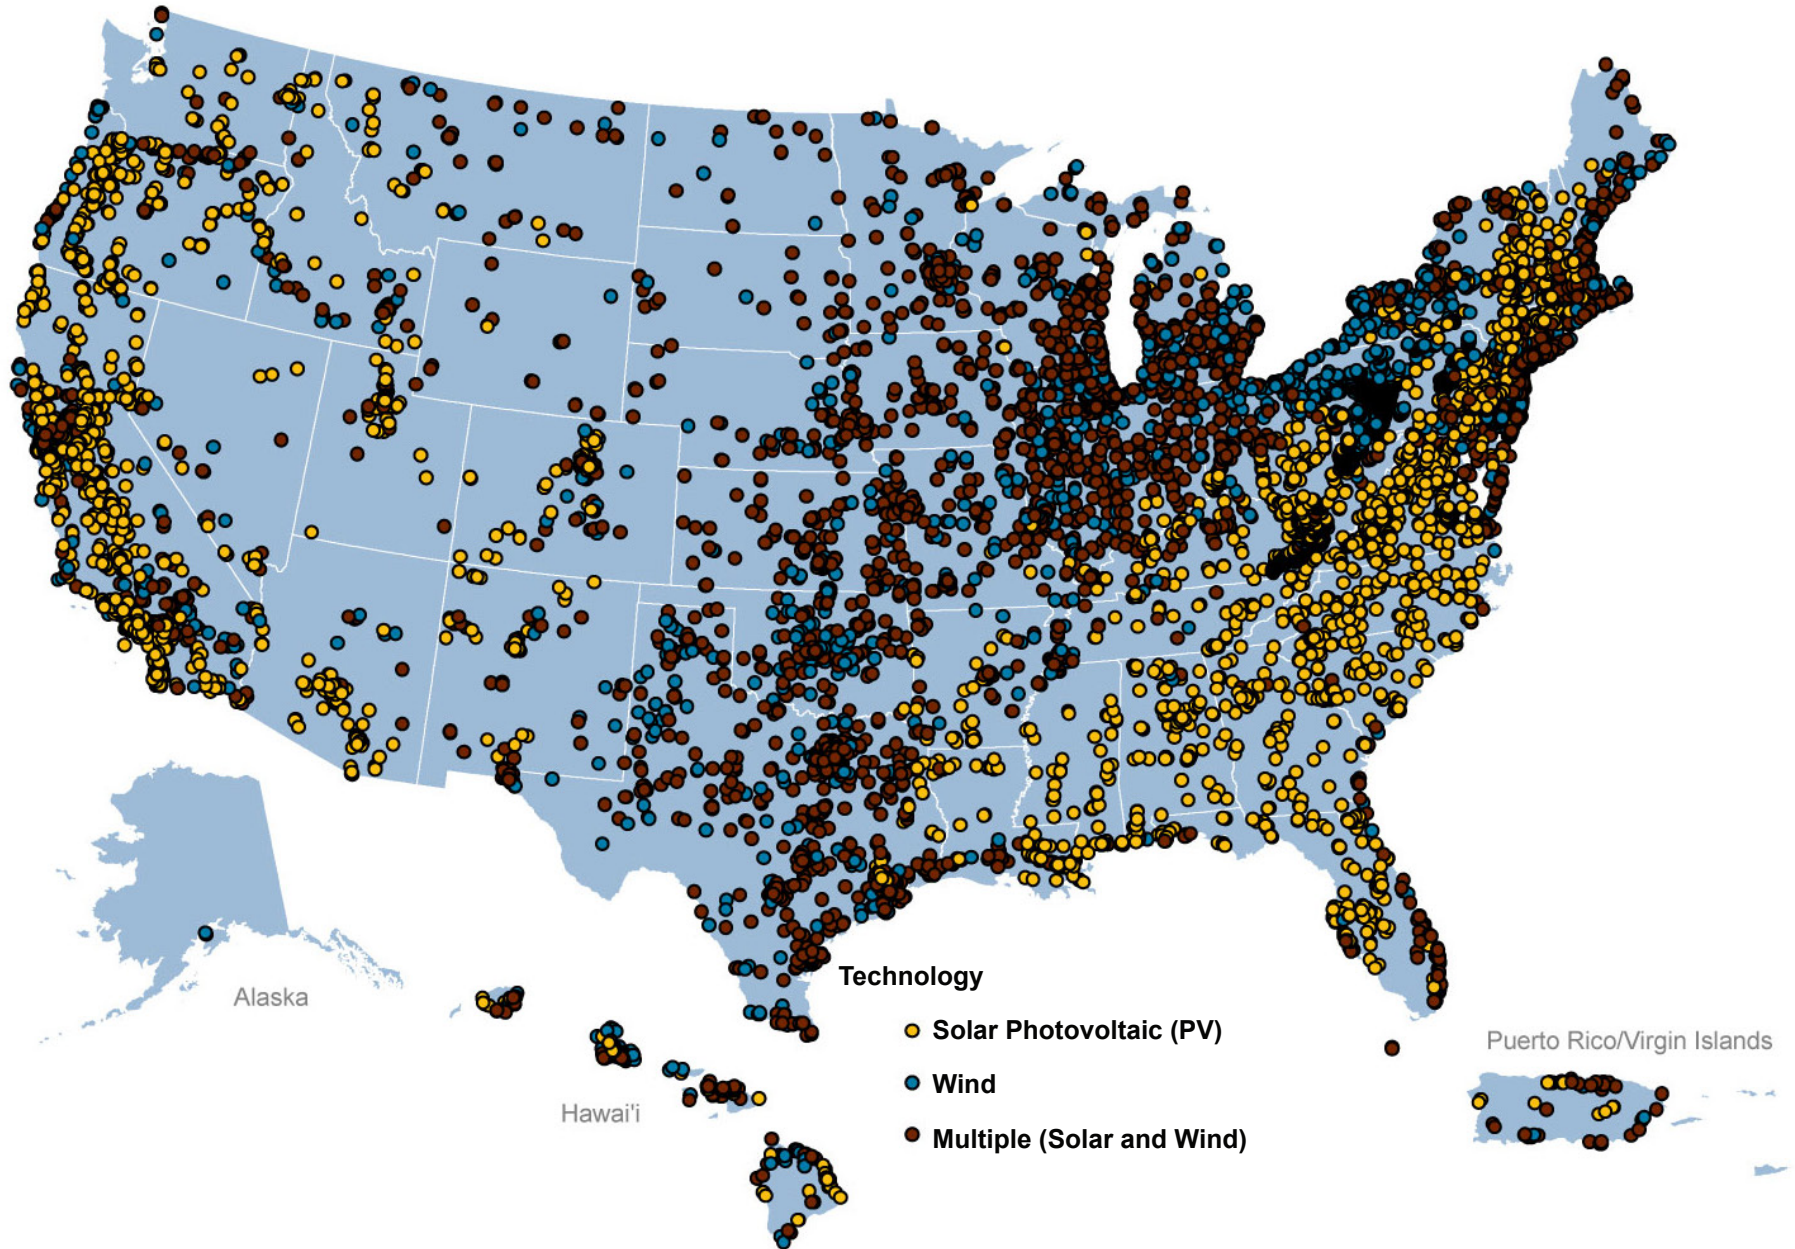 Technology
Alaska
Solar Photovoltaic (PV)
Puerto Rico/Virgin Islands
Wind
Hawai'i
Multiple (Solar and Wind)